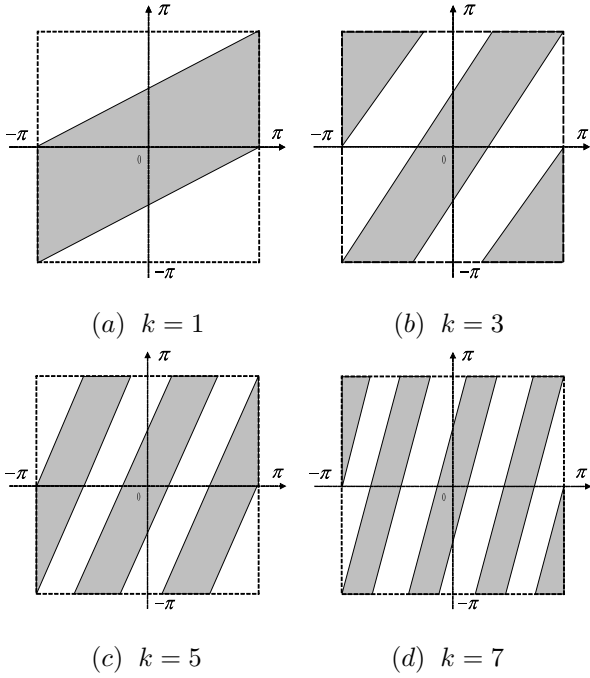 π π
−π π −π π
0 0
−π −π
(a) k = 1 (b) k = 3
π π
−π π −π π
0 0
−π −π
(c) k = 5 (d) k = 7